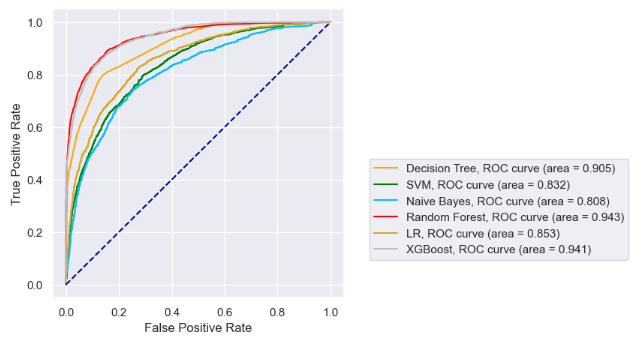 1.0
0.8
0.6
0.4
0.2
0.0
True Positive Rate
0.0 0.2 0.4 0.6 0.8 1.0
False Positive Rate
Decision Tree, ROC curve (area = 0.905)
SVM, ROC curve (area = 0.832)
Naive Bayes, ROC curve (area = 0.808)
Random Forest, ROC curve (area = 0.943)
LR, ROC curve (area = 0.853)
XGBoost, ROC curve (area = 0.941)